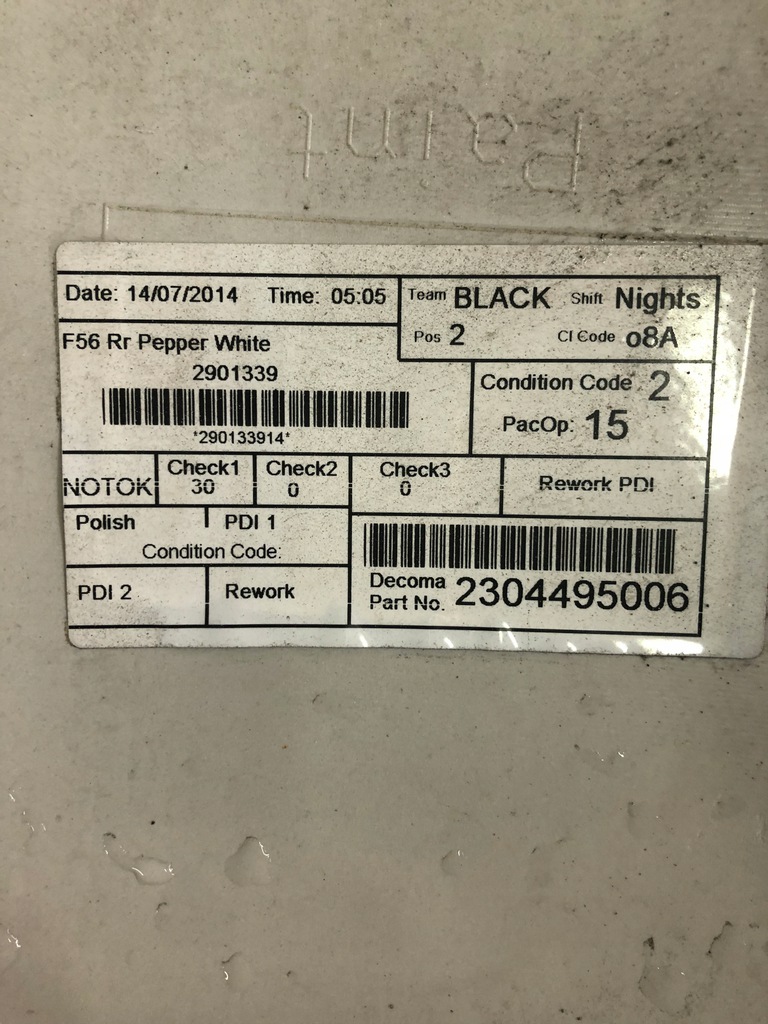 Paint
Date: 14/07/2014 Time: 05:05
Team BLACK Shift Nights
Pos 2 CI Code o8A
F56 Rr Pepper White
2901339
*290133914*
Condition Code 2
PacOp: 15
NOTOK
Check1
30
Check2
0
Check3
0
Rework PDI
Polish PDI 1
Condition Code:
PDI 2 Rework
Decoma
Part No. 2304495006